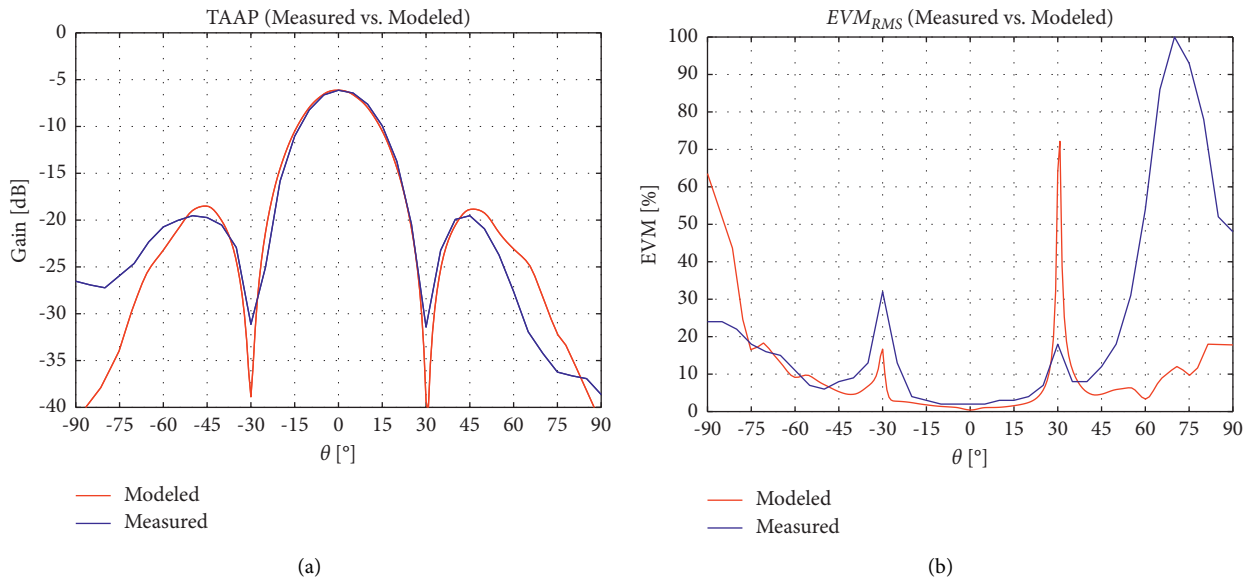 TAAP (Measured vs. Modeled)
0
-5
-10
-15
-20
-25
-30
-35
-40
Gain [dB]
-90 -75 -60 -45 -30 -15 0 15 30 45 60 75 90
θ [°]
Modeled
Measured
(a)
EVM_RMS (Measured vs. Modeled)
100
90
80
70
60
50
40
30
20
10
0
EVM [%]
-90 -75 -60 -45 -30 -15 0 15 30 45 60 75 90
θ [°]
Modeled
Measured
(b)